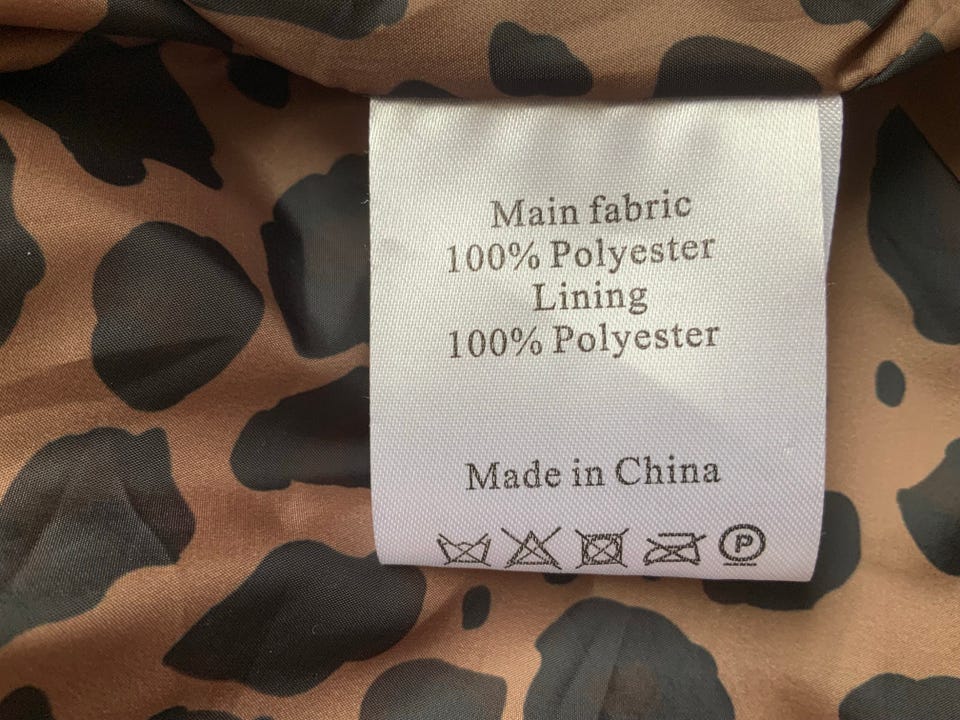 Main fabric
100% Polyester
Lining
100% Polyester
Made in China
P